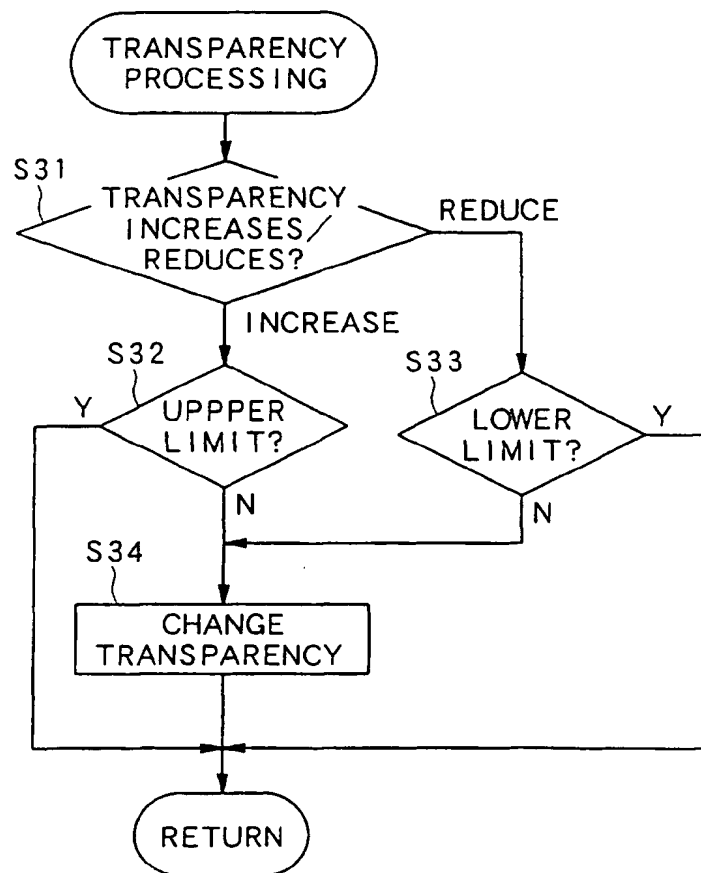 TRANSPARENCY
PROCESSING
S31
TRANSPARENCY
INCREASES/
REDUCES?
REDUCE
INCREASE
S32
UPPPER
LIMIT?
Y
N
S33
LOWER
LIMIT?
Y
N
S34
CHANGE
TRANSPARENCY
RETURN